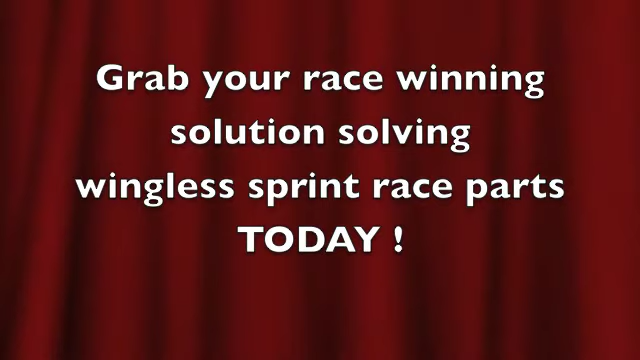 Grab your race winning
solution solving
wingless sprint race parts
TODAY !